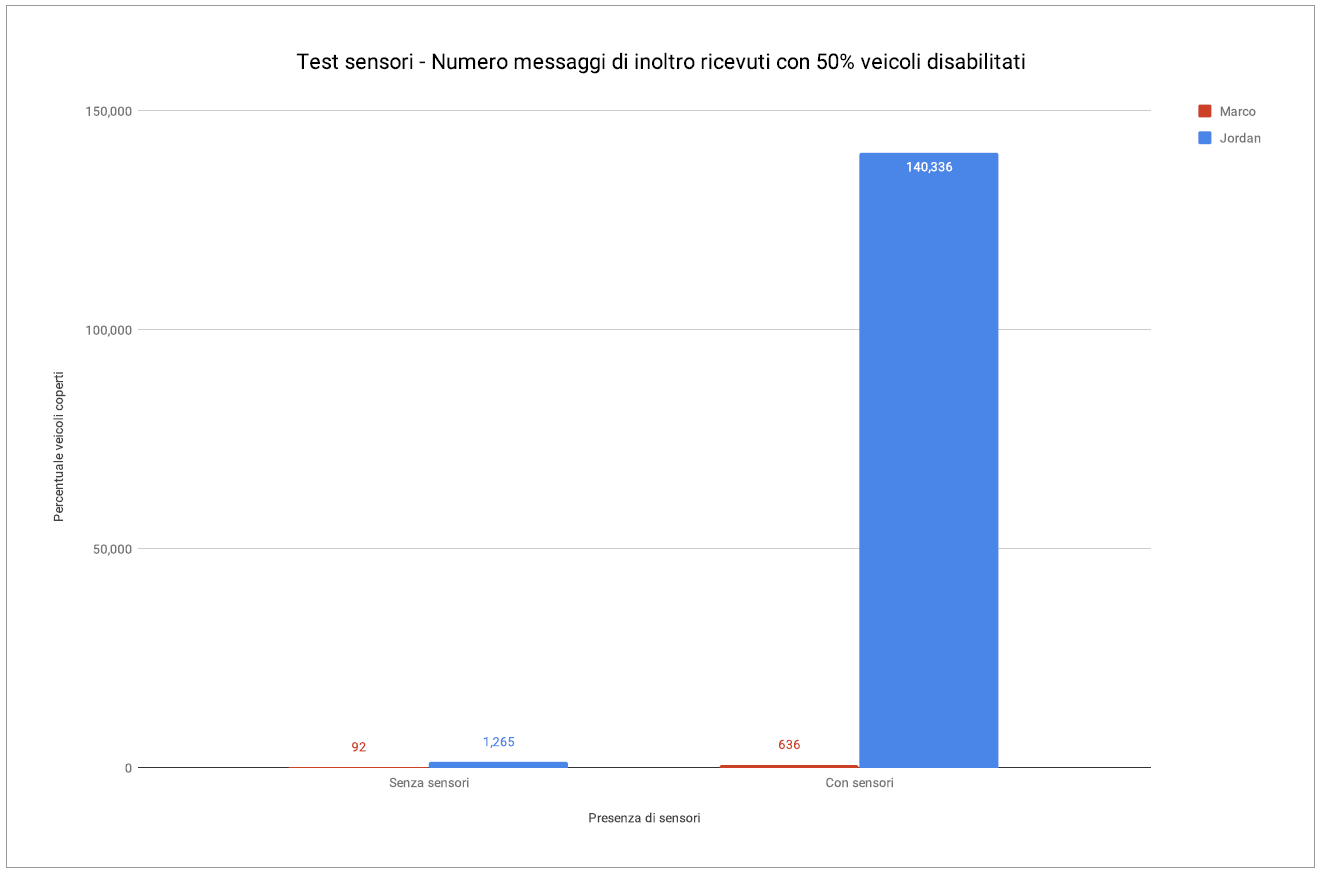 Test sensori - Numero messaggi di inoltro ricevuti con 50% veicoli disabilitati
150,000
100,000
50,000
0
Percentuale veicoli coperti
Marco
Jordan
92
1,265
636
140,336
Senza sensori
Con sensori
Presenza di sensori